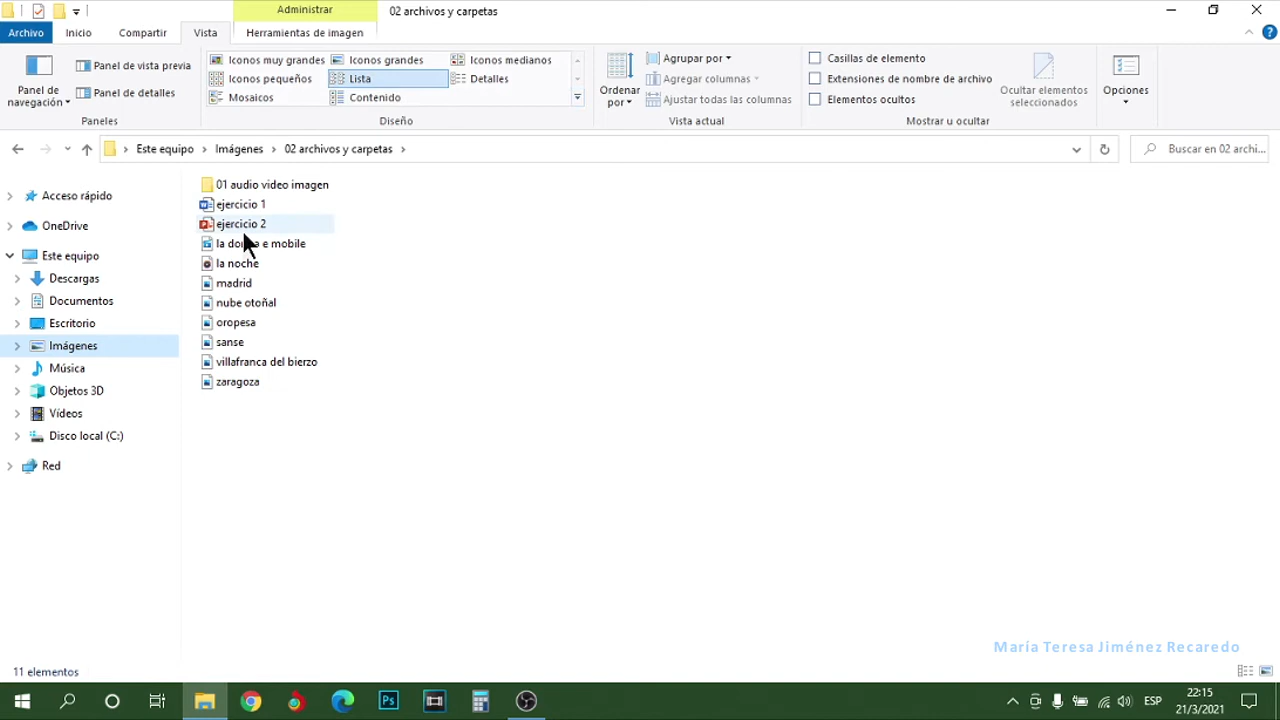 Administrar
02 archivos y carpetas
Archivo
Inicio
Compartir
Vista
Herramientas de imagen
Panel de navegación
Panel de vista previa
Panel de detalles
Paneles
Iconos muy grandes
Iconos grandes
Iconos medianos
Iconos pequeños
Lista
Detalles
Mosaicos
Contenido
Diseño
Ordenar por
Agrupar por
Agregar columnas
Ajustar todas las columnas
Vista actual
Casillas de elemento
Extensiones de nombre de archivo
Elementos ocultos
Ocultar elementos seleccionados
Mostrar u ocultar
Opciones
Este equipo > Imágenes > 02 archivos y carpetas >
Buscar en 02 archi...
Acceso rápido
OneDrive
Este equipo
Descargas
Documentos
Escritorio
Imágenes
Música
Objetos 3D
Vídeos
Disco local (C:)
Red
01 audio video imagen
ejercicio 1
ejercicio 2
la donna e mobile
la noche
madrid
nube otoñal
oropesa
sanse
villafranca del bierzo
zaragoza
María Teresa Jiménez Recaredo
11 elementos
Ps
ESP
22:15
21/3/2021